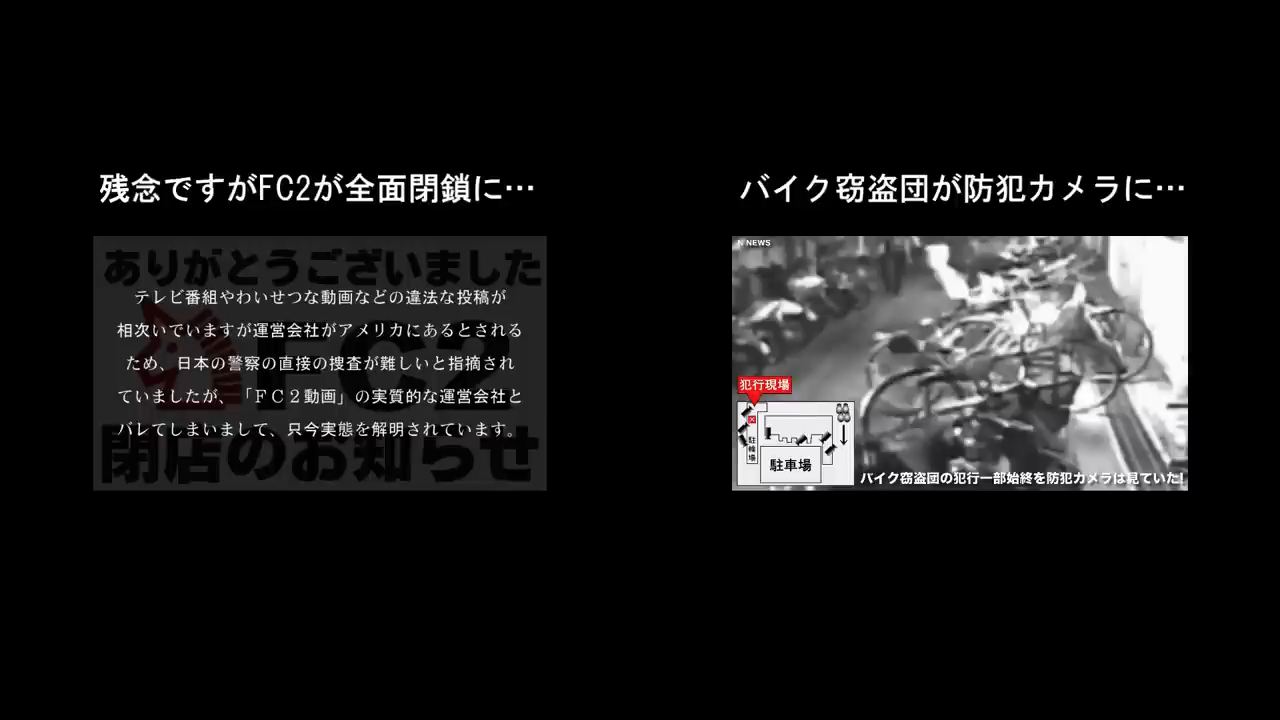 残念ですがFC2が全面閉鎖に…
ありがとうございました
テレビ番組やわいせつな動画などの違法な投稿が
相次いでいますが運営会社がアメリカにあるとされる
ため、日本の警察の直接の捜査が難しいと指摘され
ていましたが、「ＦＣ２動画」の実質的な運営会社と
バレてしまいまして、只今実態を解明されています。
FC2
閉店のお知らせ
バイク窃盗団が防犯カメラに…
N NEWS
犯行現場
駐輪場
駐車場
バイク窃盗団の犯行一部始終を防犯カメラは見ていた!